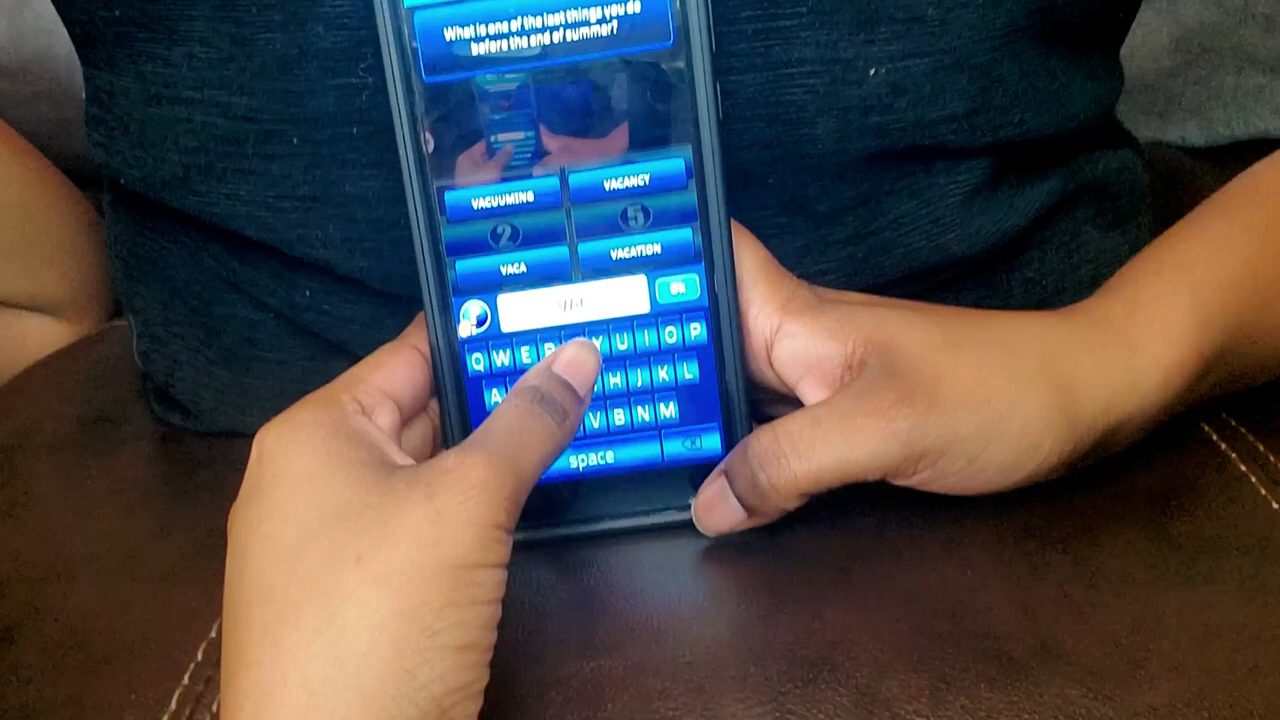 What is one of the last things you do
before the end of summer?
VACUUMING
VACANCY
2
5
VACA
VACATION
Ok
Q W E R Y U I O P
A H J K L
V B N M
space